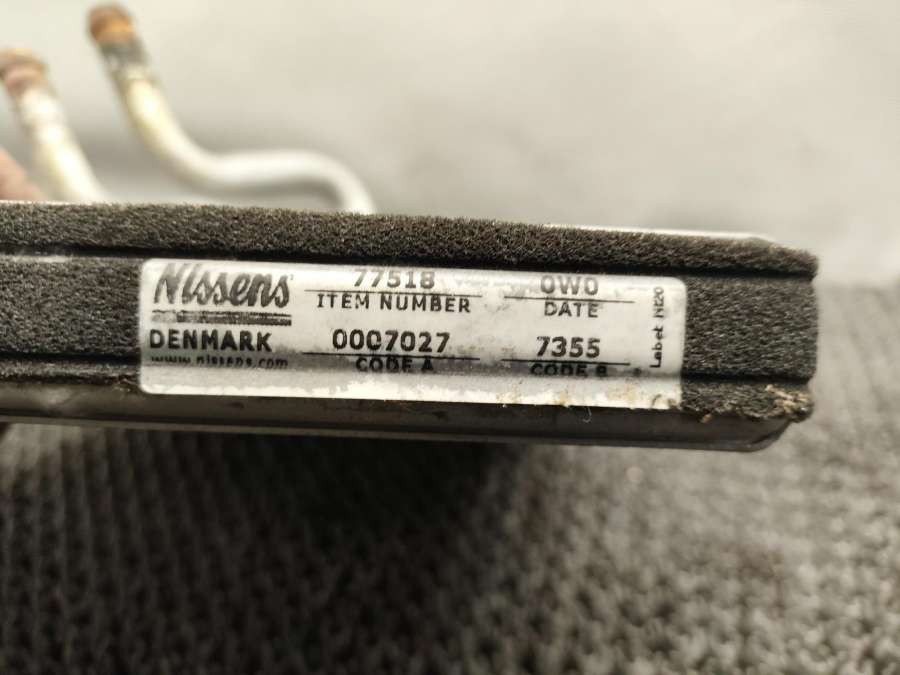 Nissens
77518
0W0
ITEM NUMBER
DATE
DENMARK
0007027
7355
www.nissens.com
CODE A
CODE B
Label: N20